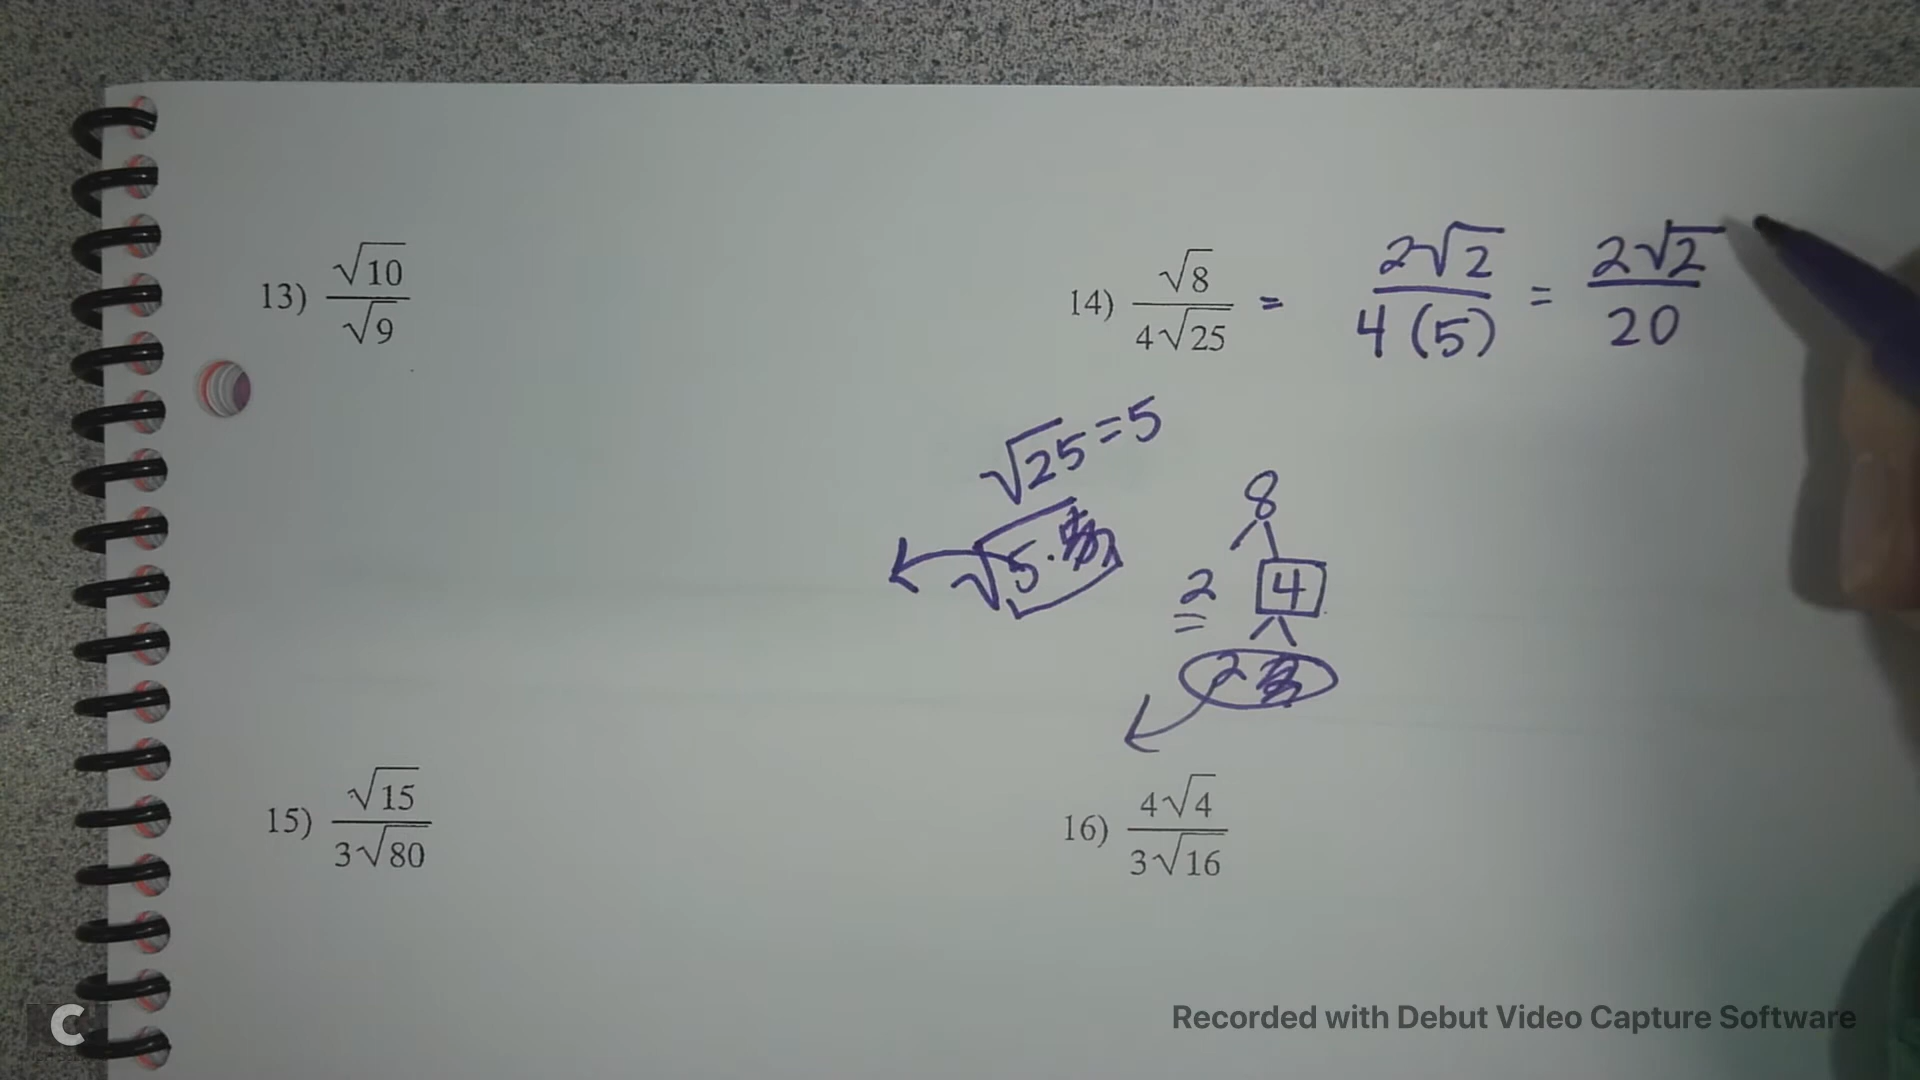 13) √10 / √9
14) √8 / 4√25 = 2√2 / 4(5) = 2√2 / 20
√25 = 5
√5 ·
8
2 4
2
15) √15 / 3√80
16) 4√4 / 3√16
C
Recorded with Debut Video Capture Software